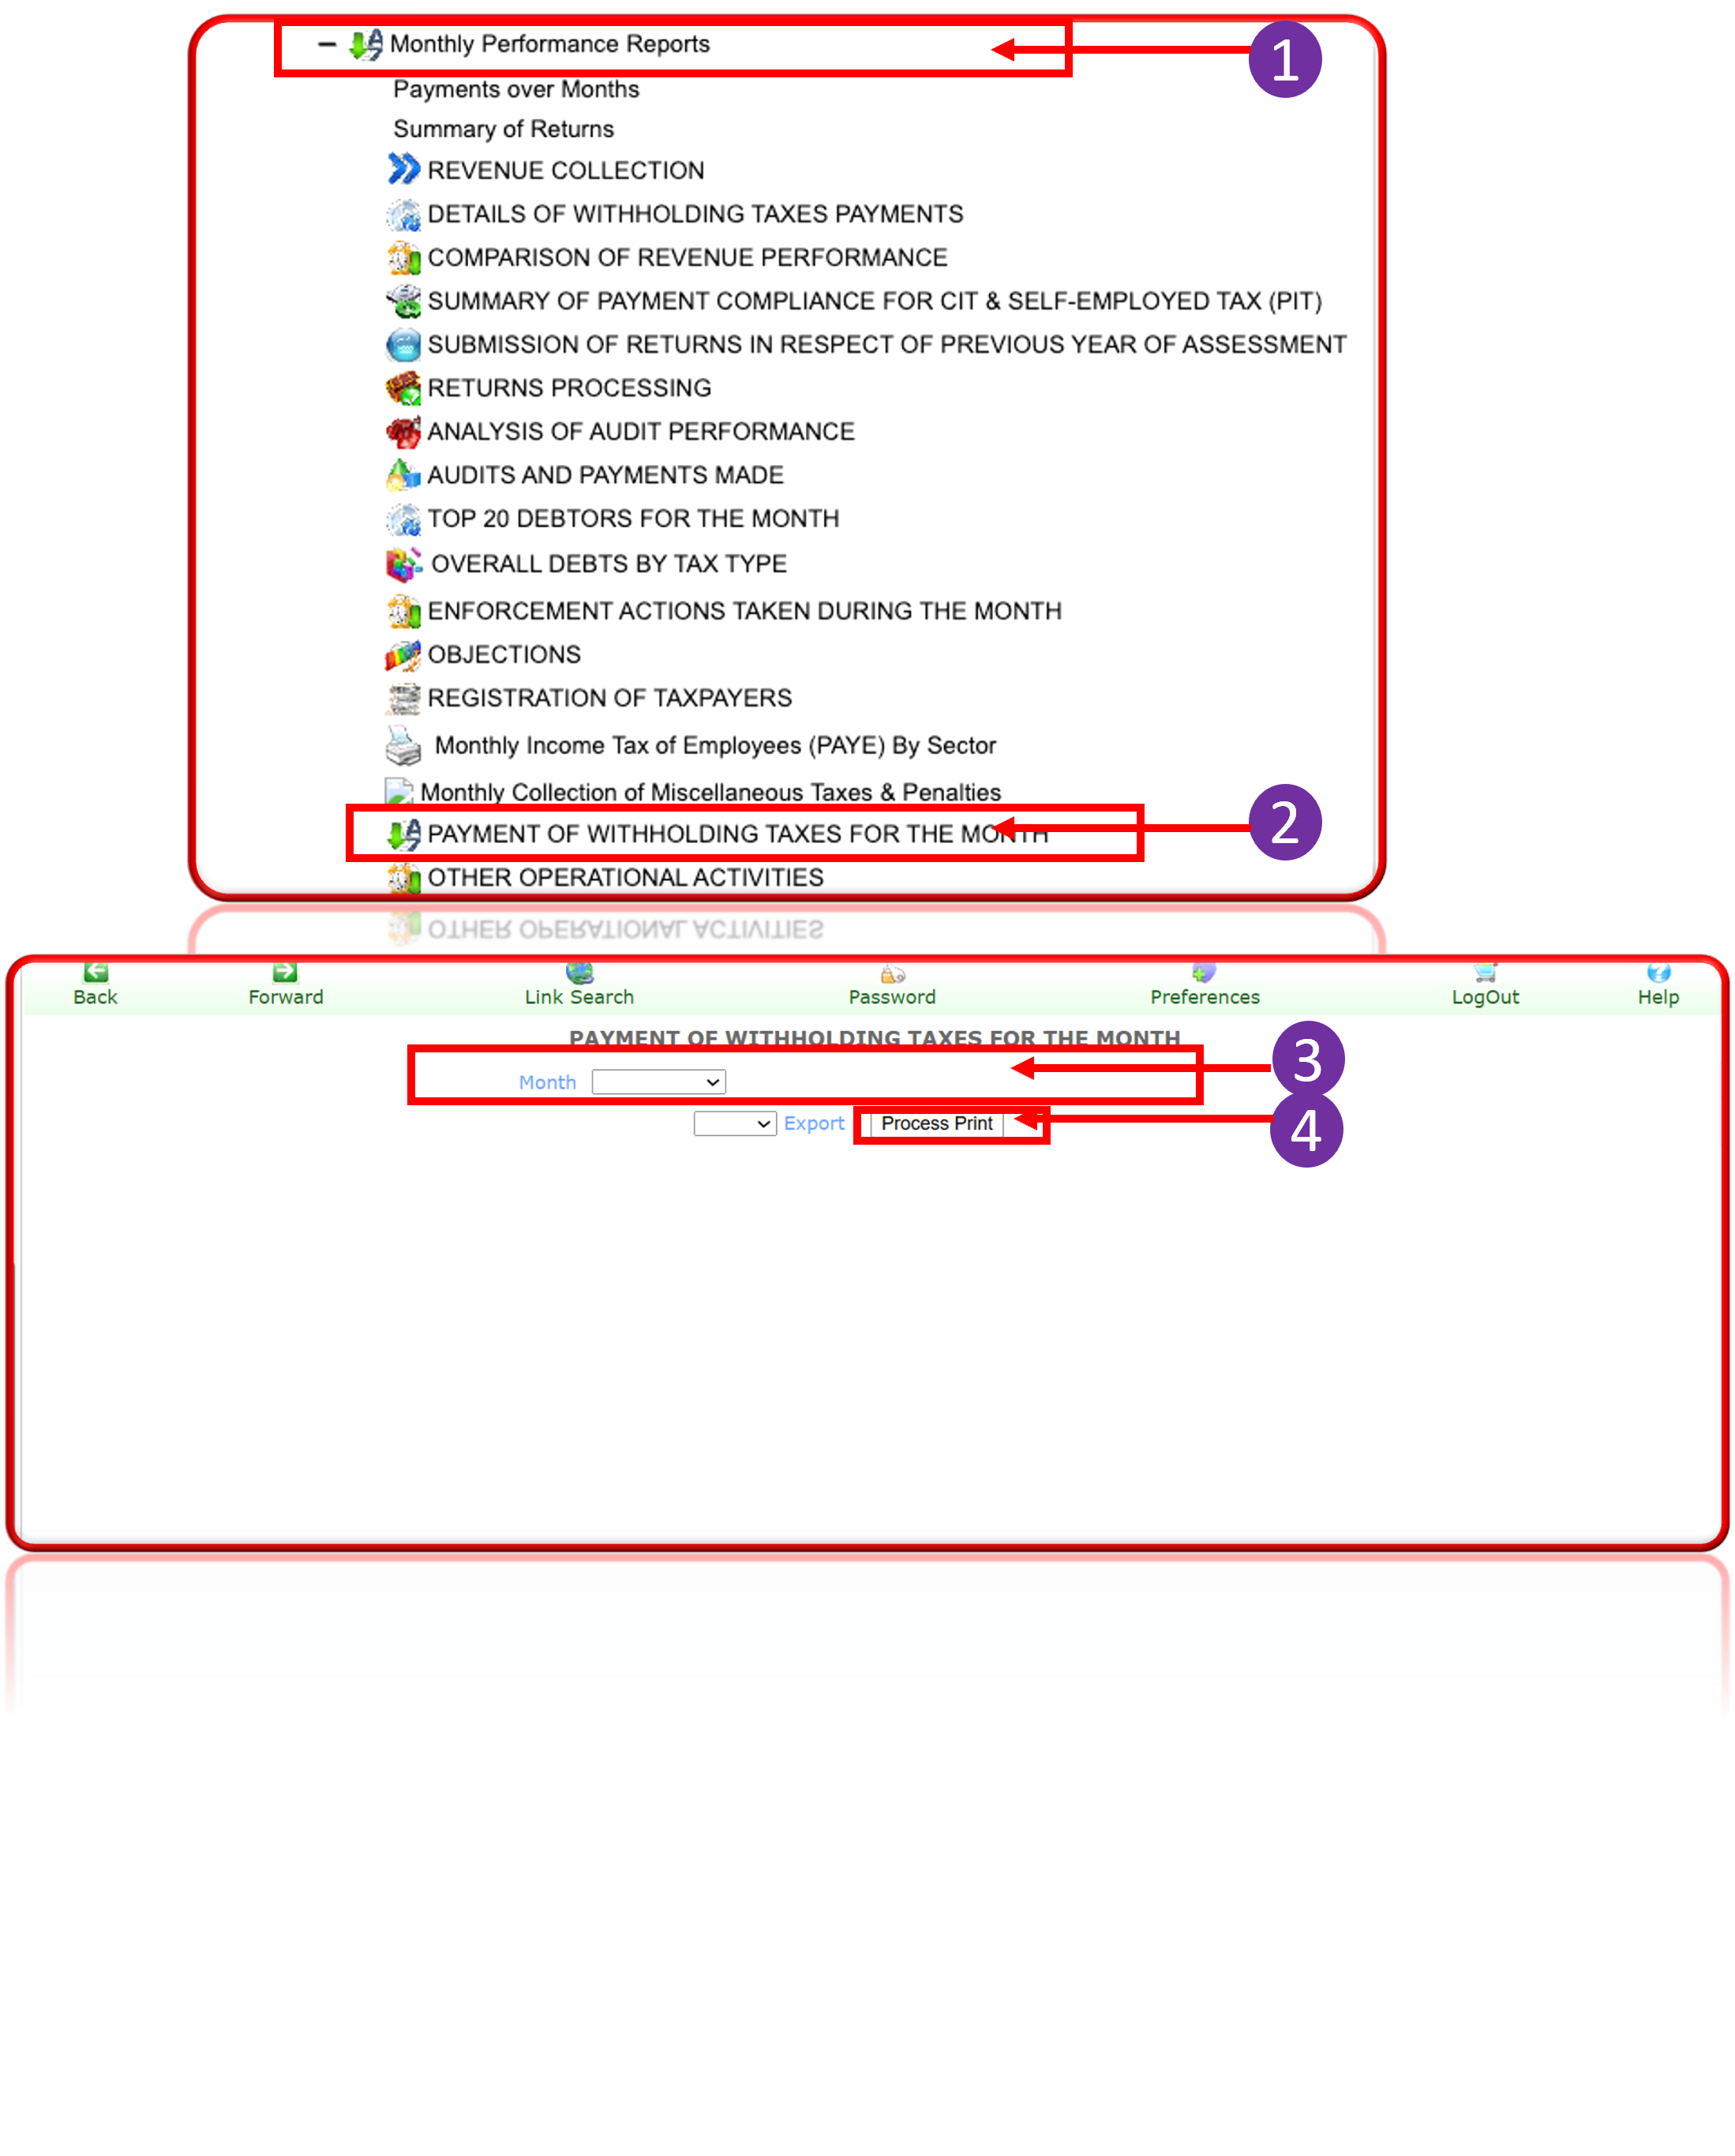 Monthly Performance Reports
1
Payments over Months
Summary of Returns
REVENUE COLLECTION
DETAILS OF WITHHOLDING TAXES PAYMENTS
COMPARISON OF REVENUE PERFORMANCE
SUMMARY OF PAYMENT COMPLIANCE FOR CIT & SELF-EMPLOYED TAX (PIT)
SUBMISSION OF RETURNS IN RESPECT OF PREVIOUS YEAR OF ASSESSMENT
RETURNS PROCESSING
ANALYSIS OF AUDIT PERFORMANCE
AUDITS AND PAYMENTS MADE
TOP 20 DEBTORS FOR THE MONTH
OVERALL DEBTS BY TAX TYPE
ENFORCEMENT ACTIONS TAKEN DURING THE MONTH
OBJECTIONS
REGISTRATION OF TAXPAYERS
Monthly Income Tax of Employees (PAYE) By Sector
Monthly Collection of Miscellaneous Taxes & Penalties
PAYMENT OF WITHHOLDING TAXES FOR THE MONTH
2
OTHER OPERATIONAL ACTIVITIES
OTHER OPERATIONAL ACTIVITIES
Back Forward Link Search Password Preferences LogOut Help
PAYMENT OF WITHHOLDING TAXES FOR THE MONTH
Month
3
Export Process Print
4